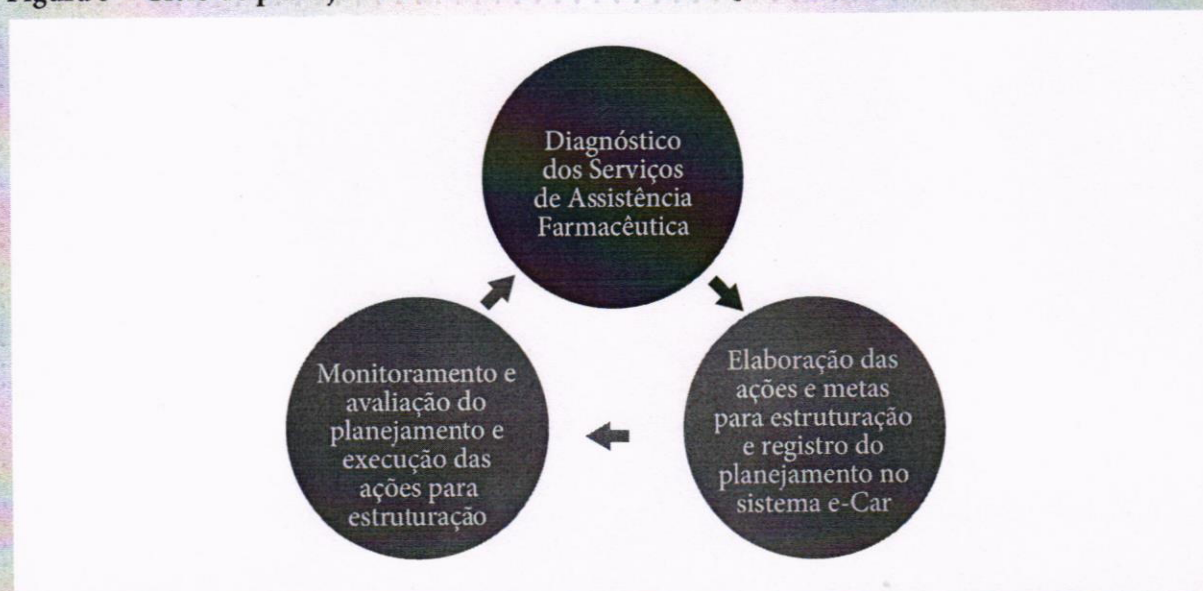 Diagnóstico
dos Serviços
de Assistência
Farmacêutica
Elaboração das
ações e metas
para estruturação
e registro do
planejamento no
sistema e-Car
Monitoramento e
avaliação do
planejamento e
execução das
ações para
estruturação